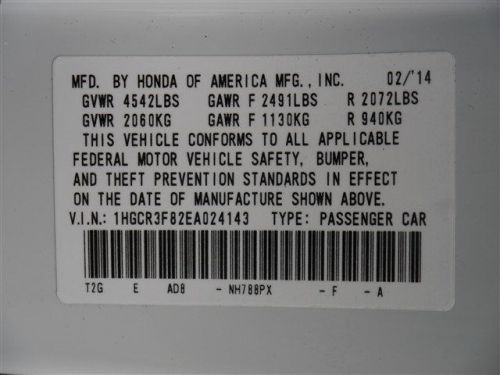 MFD. BY HONDA OF AMERICA MFG., INC. 02/'14
GVWR 4542LBS GAWR F 2491LBS R 2072LBS
GVWR 2060KG GAWR F 1130KG R 940KG
THIS VEHICLE CONFORMS TO ALL APPLICABLE
FEDERAL MOTOR VEHICLE SAFETY, BUMPER,
AND THEFT PREVENTION STANDARDS IN EFFECT
ON THE DATE OF MANUFACTURE SHOWN ABOVE.
V.I.N.: 1HGCR3F82EA024143 TYPE: PASSENGER CAR
T2G E AD8 - NH788PX - F - A